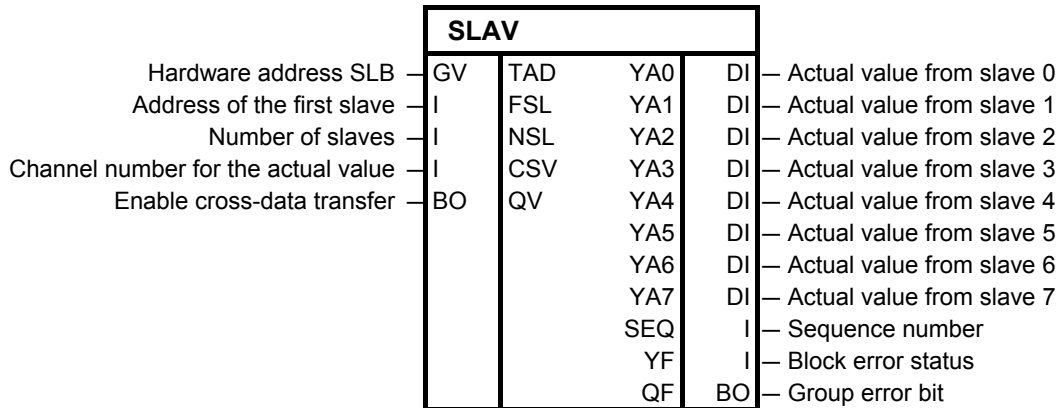 SLAV
Hardware address SLB GV TAD YA0 DI Actual value from slave 0
Address of the first slave I FSL YA1 DI Actual value from slave 1
Number of slaves I NSL YA2 DI Actual value from slave 2
Channel number for the actual value I CSV YA3 DI Actual value from slave 3
Enable cross-data transfer BO QV YA4 DI Actual value from slave 4
YA5 DI Actual value from slave 5
YA6 DI Actual value from slave 6
YA7 DI Actual value from slave 7
SEQ I Sequence number
YF I Block error status
QF BO Group error bit